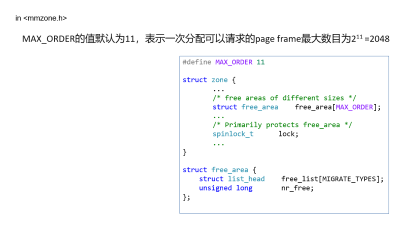 in <mmzone.h>
MAX_ORDER的值默认为11，表示一次分配可以请求的page frame最大数目为2¹¹ =2048
#define MAX_ORDER 11
struct zone {
...
/* free areas of different sizes */
struct free_area free_area[MAX_ORDER];
...
/* Primarily protects free_area */
spinlock_t lock;
...
}
struct free_area {
struct list_head free_list[MIGRATE_TYPES];
unsigned long nr_free;
};